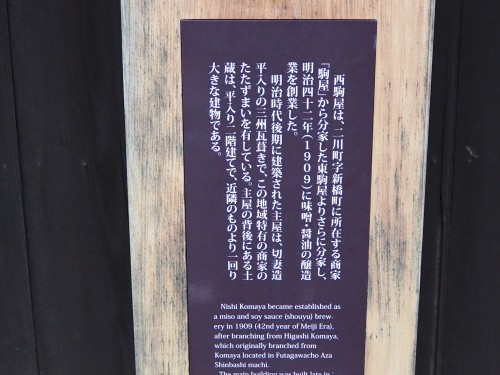 西駒屋は、二川町字新橋町に所在する商家
「駒屋」から分家した東駒屋よりさらに分家し、
明治四十二年(1909)に味噌・醤油の醸造
業を創業した。
明治時代後期に建築された主屋は、切妻造
平入りの三州瓦葺きで、この地域特有の商家の
たたずまいを有している。主屋の背後にある土
蔵は、平入り二階建てで、近隣のものより一回り
大きな建物である。
Nishi Komaya became established as
a miso and soy sauce (shouyu) brew-
ery in 1909 (42nd year of Meiji Era),
after branching from Higashi Komaya,
which originally branched from
Komaya located in Futagawacho Aza
Shinbashi machi.
The main building was built late in